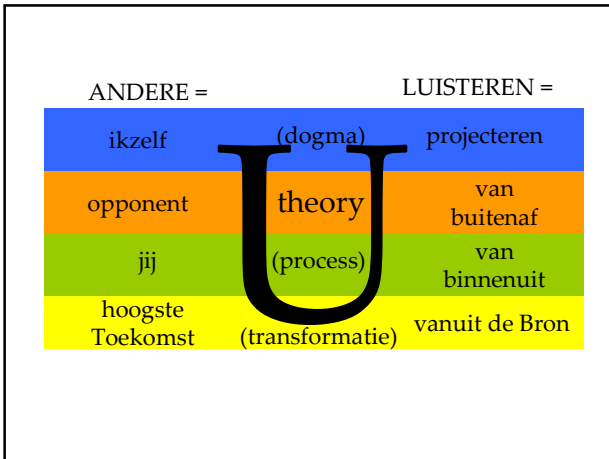 ANDERE =
LUISTEREN =
ikzelf
(dogma)
projecteren
opponent
theory
van
buitenaf
jij
(process)
van
binnenuit
hoogste
Toekomst
(transformatie)
vanuit de Bron
U